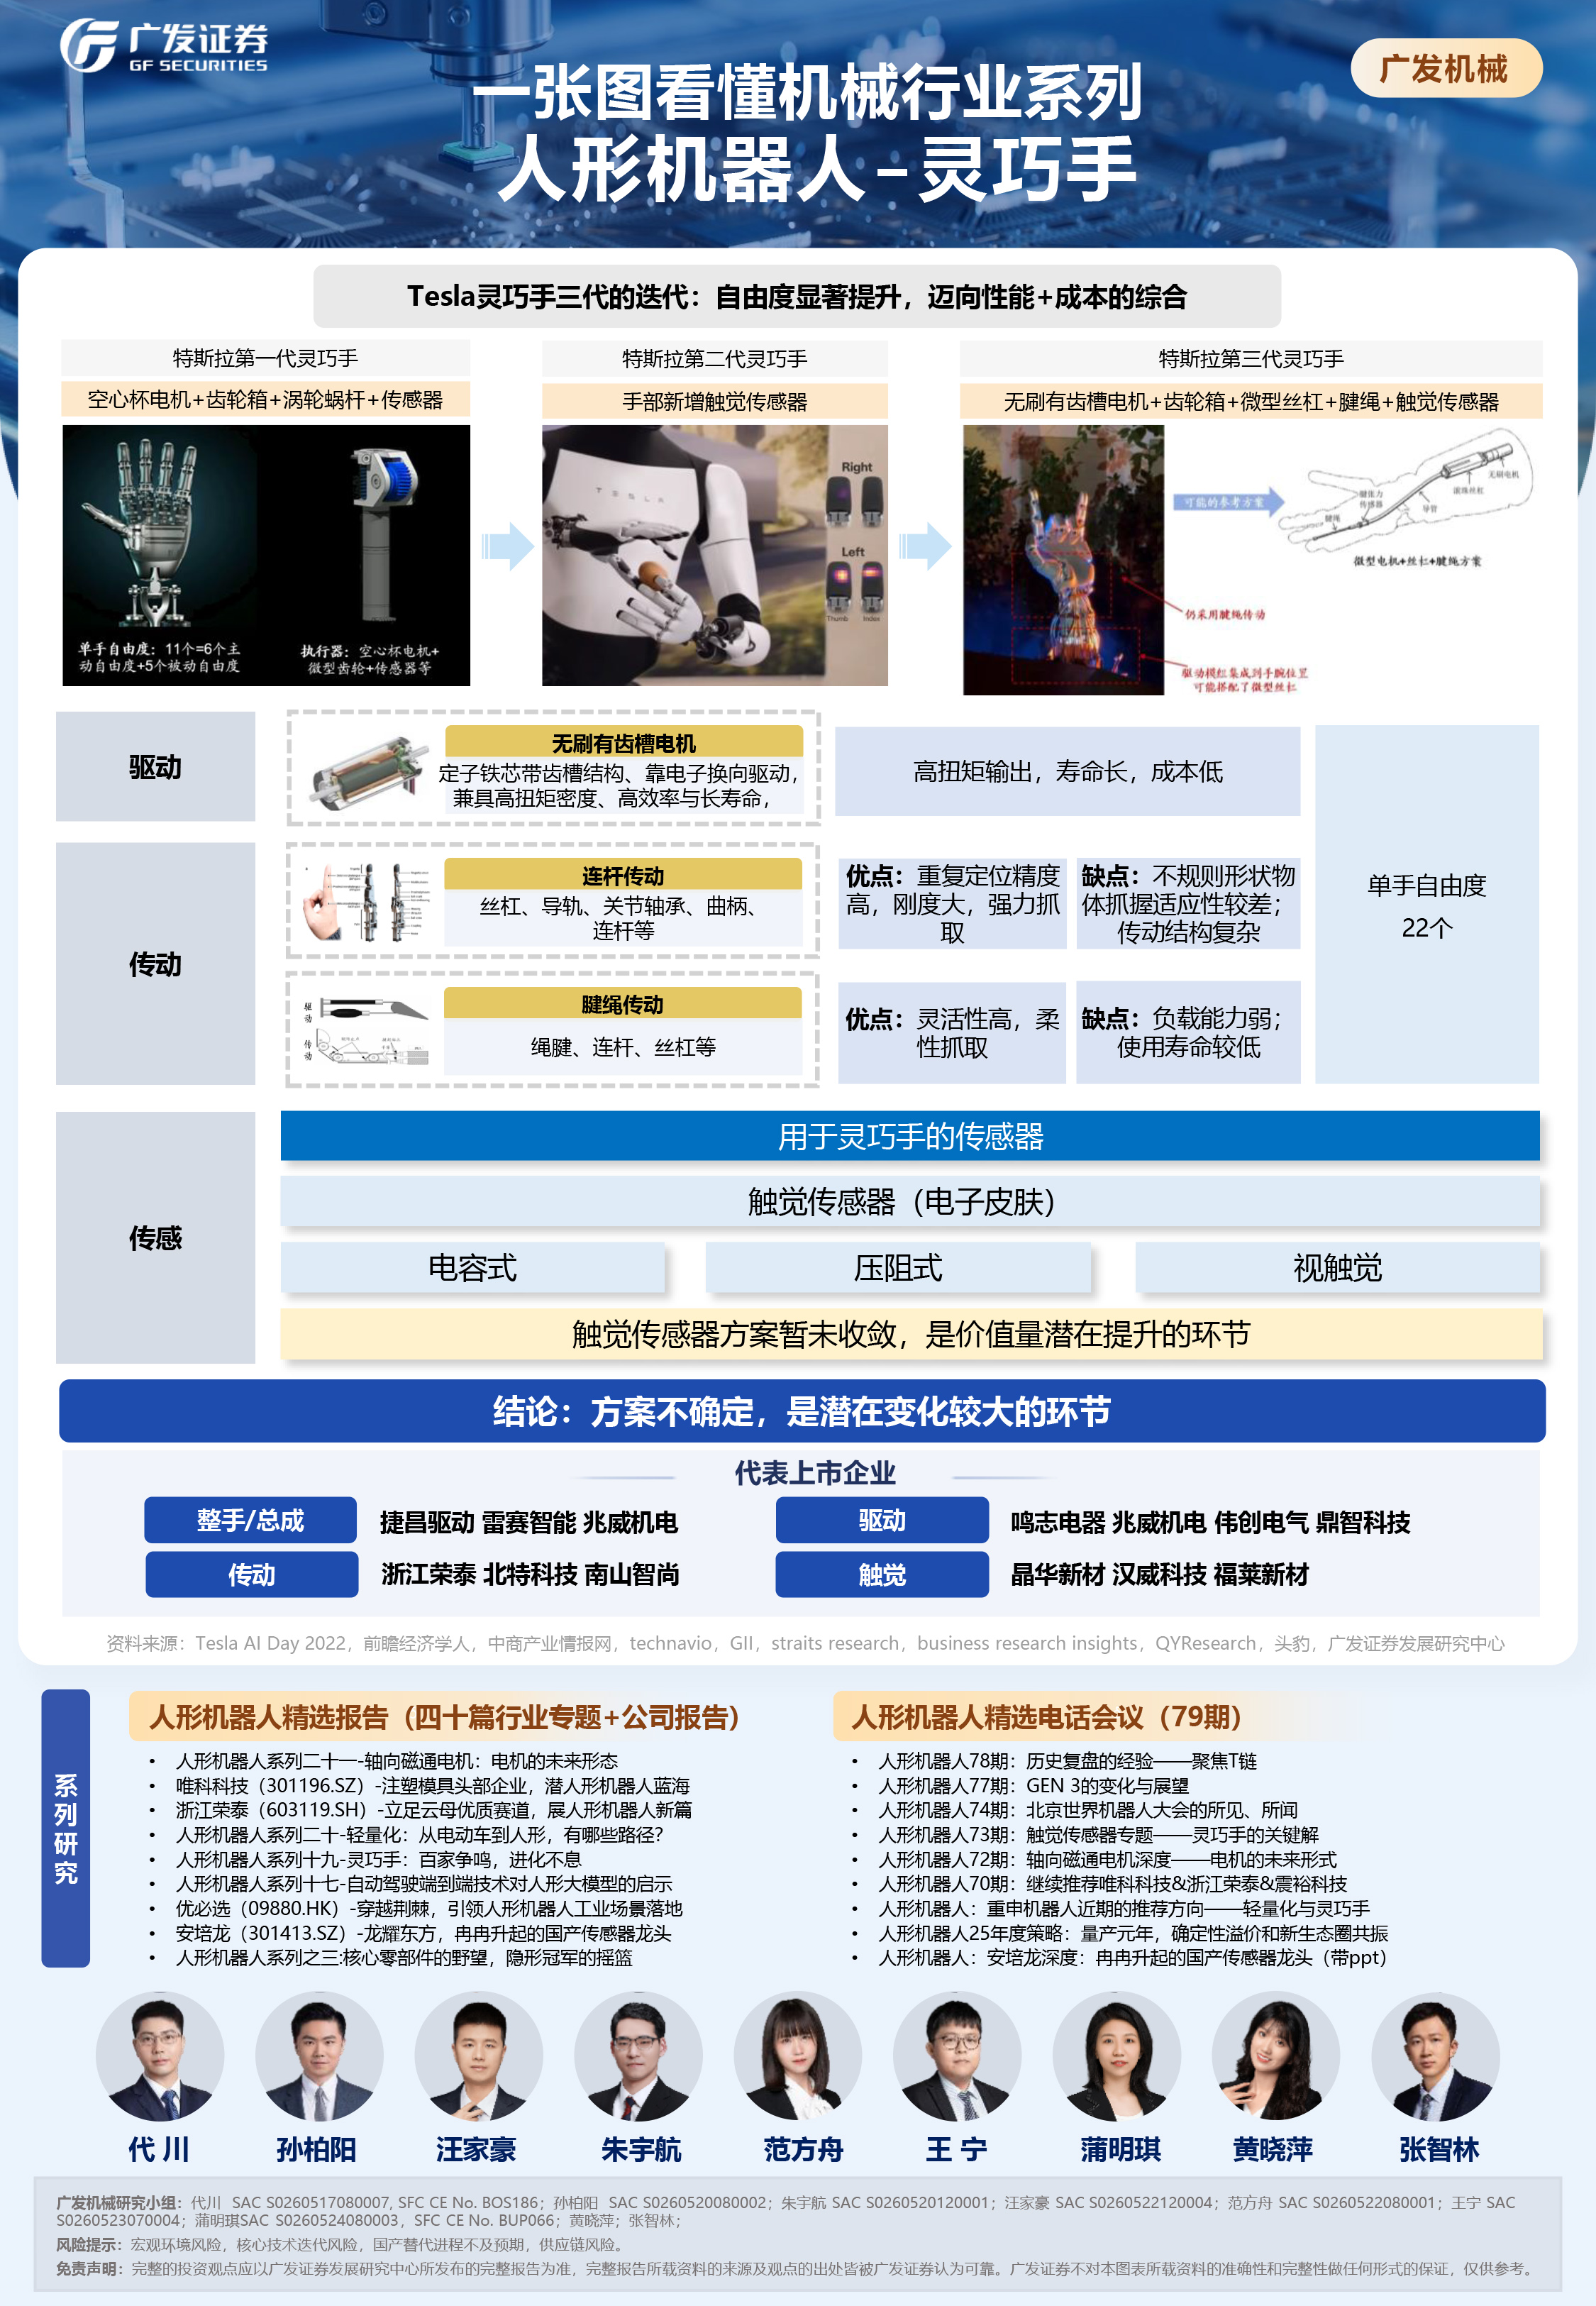 广发证券
GF SECURITIES
广发机械
一张图看懂机械行业系列
人形机器人-灵巧手
Tesla灵巧手三代的迭代：自由度显著提升，迈向性能+成本的综合
特斯拉第一代灵巧手
空心杯电机+齿轮箱+涡轮蜗杆+传感器
单手自由度：11个=6个主
动自由度+5个被动自由度
执行器：空心杯电机+
微型齿轮+传感器等
特斯拉第二代灵巧手
手部新增触觉传感器
TESLA
Right
Left
Thumb
Index
特斯拉第三代灵巧手
无刷有齿槽电机+齿轮箱+微型丝杠+腱绳+触觉传感器
可能的参考方案
无刷电机
滚珠丝杠
腱张力
传感器
导管
腱绳
微型电机+丝杠+腱绳方案
仍采用腱绳传动
驱动模组集成到手腕位置
可能搭配了微型丝杠
驱动
无刷有齿槽电机
定子铁芯带齿槽结构、靠电子换向驱动，
兼具高扭矩密度、高效率与长寿命，
高扭矩输出，寿命长，成本低
单手自由度
22个
传动
连杆传动
丝杠、导轨、关节轴承、曲柄、
连杆等
优点：重复定位精度
高，刚度大，强力抓
取
缺点：不规则形状物
体抓握适应性较差；
传动结构复杂
驱
动
传
动
腱绳传动
绳腱、连杆、丝杠等
优点：灵活性高，柔
性抓取
缺点：负载能力弱；
使用寿命较低
传感
用于灵巧手的传感器
触觉传感器（电子皮肤）
电容式
压阻式
视触觉
触觉传感器方案暂未收敛，是价值量潜在提升的环节
结论：方案不确定，是潜在变化较大的环节
代表上市企业
整手/总成
捷昌驱动 雷赛智能 兆威机电
驱动
鸣志电器 兆威机电 伟创电气 鼎智科技
传动
浙江荣泰 北特科技 南山智尚
触觉
晶华新材 汉威科技 福莱新材
资料来源：Tesla AI Day 2022，前瞻经济学人，中商产业情报网，technavio，GII，straits research，business research insights，QYResearch，头豹，广发证券发展研究中心
系列研究
人形机器人精选报告（四十篇行业专题+公司报告）
• 人形机器人系列二十一-轴向磁通电机：电机的未来形态
• 唯科科技（301196.SZ）-注塑模具头部企业，潜人形机器人蓝海
• 浙江荣泰（603119.SH）-立足云母优质赛道，展人形机器人新篇
• 人形机器人系列二十-轻量化：从电动车到人形，有哪些路径？
• 人形机器人系列十九-灵巧手：百家争鸣，进化不息
• 人形机器人系列十七-自动驾驶端到端技术对人形大模型的启示
• 优必选（09880.HK）-穿越荆棘，引领人形机器人工业场景落地
• 安培龙（301413.SZ）-龙耀东方，冉冉升起的国产传感器龙头
• 人形机器人系列之三:核心零部件的野望，隐形冠军的摇篮
人形机器人精选电话会议（79期）
• 人形机器人78期：历史复盘的经验——聚焦T链
• 人形机器人77期：GEN 3的变化与展望
• 人形机器人74期：北京世界机器人大会的所见、所闻
• 人形机器人73期：触觉传感器专题——灵巧手的关键解
• 人形机器人72期：轴向磁通电机深度——电机的未来形式
• 人形机器人70期：继续推荐唯科科技&浙江荣泰&震裕科技
• 人形机器人：重申机器人近期的推荐方向——轻量化与灵巧手
• 人形机器人25年度策略：量产元年，确定性溢价和新生态圈共振
• 人形机器人：安培龙深度：冉冉升起的国产传感器龙头（带ppt）
代 川
孙柏阳
汪家豪
朱宇航
范方舟
王 宁
蒲明琪
黄晓萍
张智林
广发机械研究小组：代川 SAC S0260517080007, SFC CE No. BOS186；孙柏阳 SAC S0260520080002；朱宇航 SAC S0260520120001；汪家豪 SAC S0260522120004；范方舟 SAC S0260522080001；王宁 SAC
S0260523070004；蒲明琪SAC S0260524080003，SFC CE No. BUP066；黄晓萍；张智林；
风险提示：宏观环境风险，核心技术迭代风险，国产替代进程不及预期，供应链风险。
免责声明：完整的投资观点应以广发证券发展研究中心所发布的完整报告为准，完整报告所载资料的来源及观点的出处皆被广发证券认为可靠。广发证券不对本图表所载资料的准确性和完整性做任何形式的保证，仅供参考。